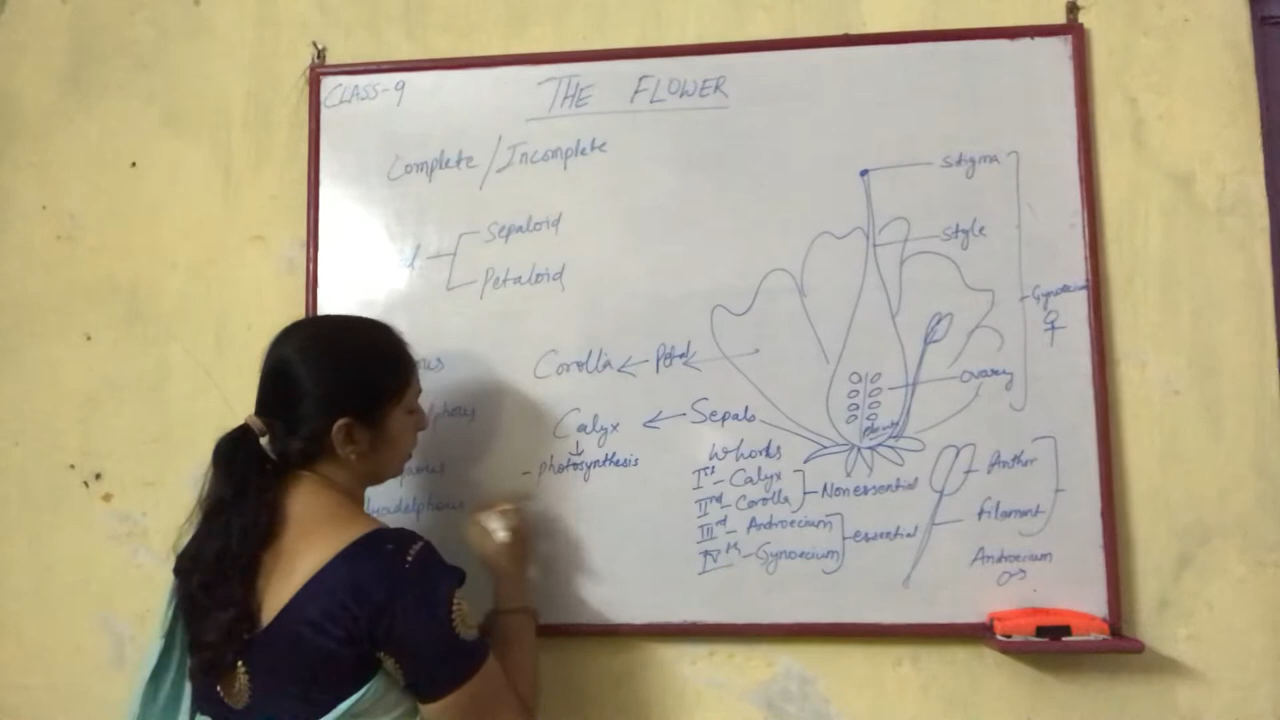 CLASS-9
THE FLOWER
Complete/Incomplete
Sepaloid
Petaloid
Stigma
Style
Gynoecium
♀
ovary
Corolla ← Petal ←
Calyx ← Sepals
↓
- photosynthesis
Whorls
Ist - Calyx
IInd - Corolla
Nonessential
IIIrd - Androecium
IVth - Gynoecium
essential
Anther
filament
Androecium
♂